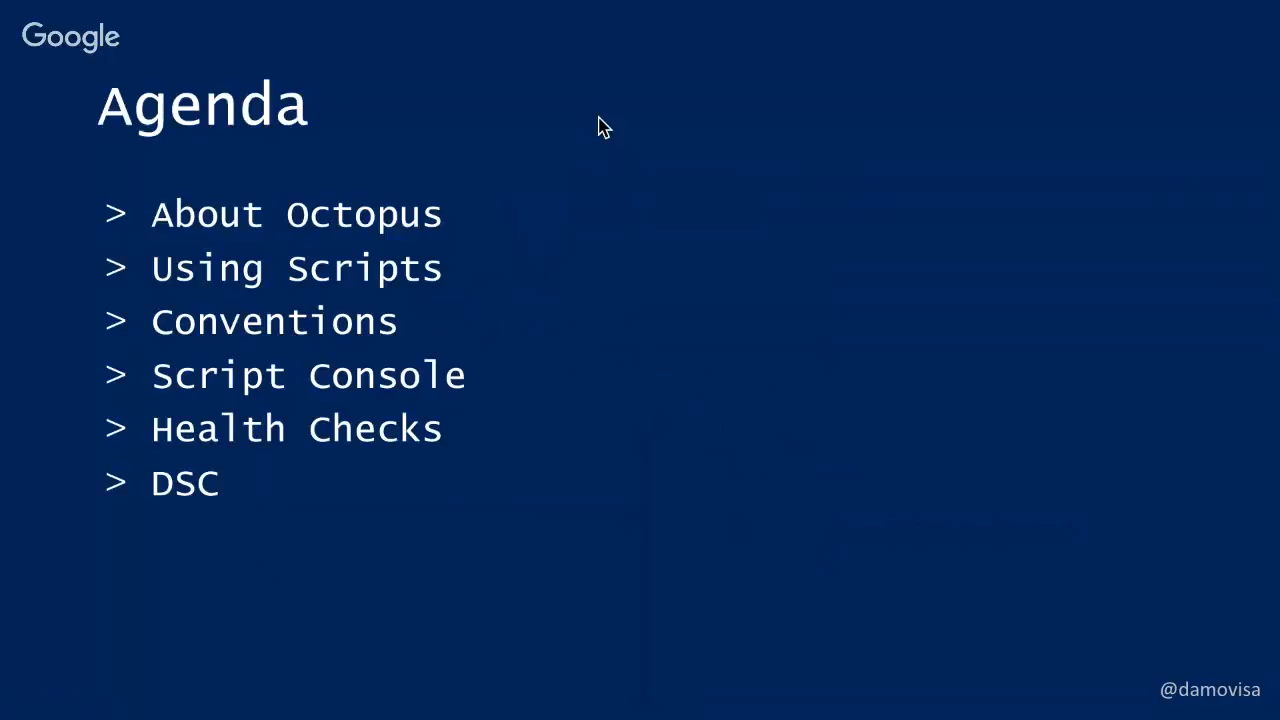 Google
Agenda
> About Octopus
> Using Scripts
> Conventions
> Script Console
> Health Checks
> DSC
@damovisa